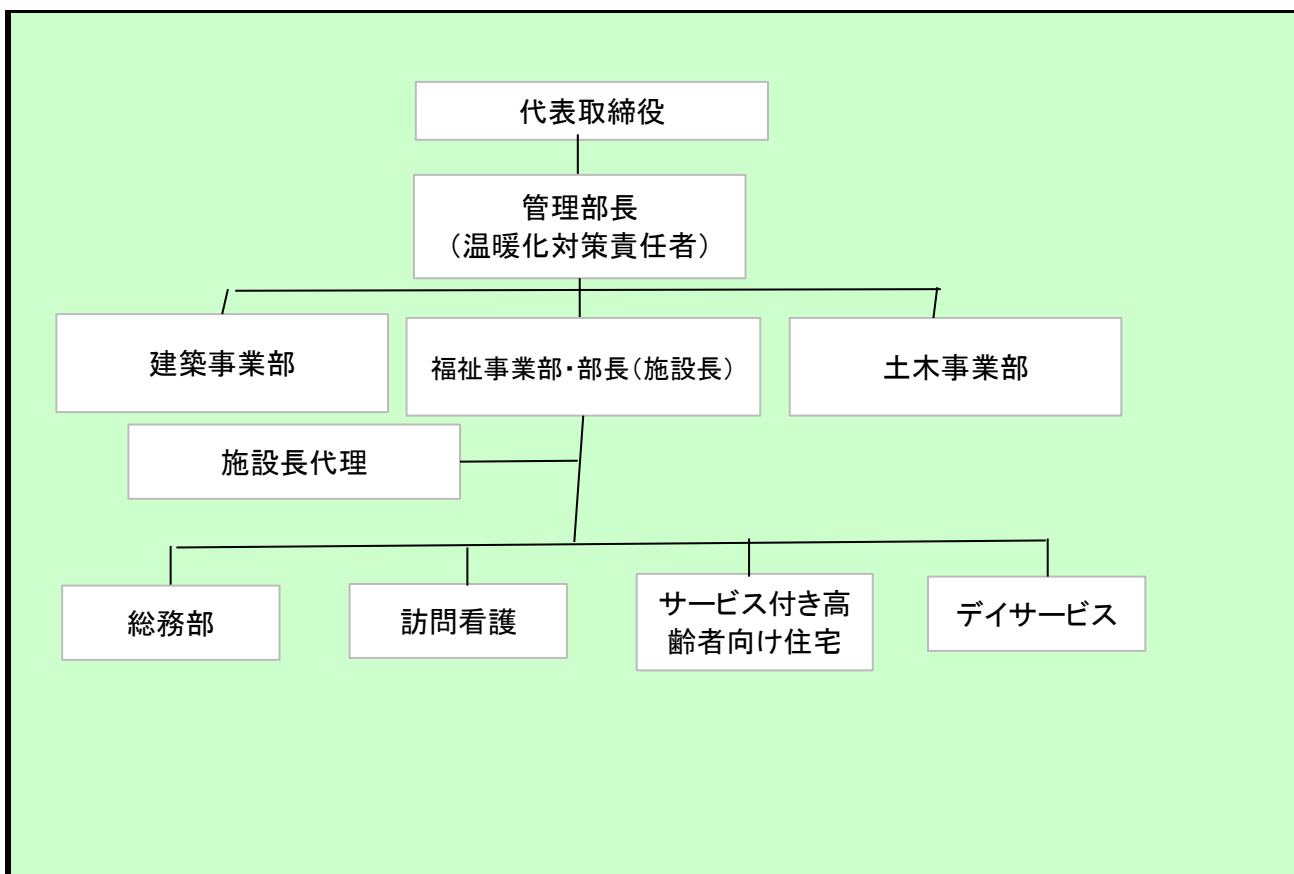 代表取締役
管理部長
（温暖化対策責任者）
建築事業部
福祉事業部・部長（施設長）
土木事業部
施設長代理
総務部
訪問看護
サービス付き高
齢者向け住宅
デイサービス